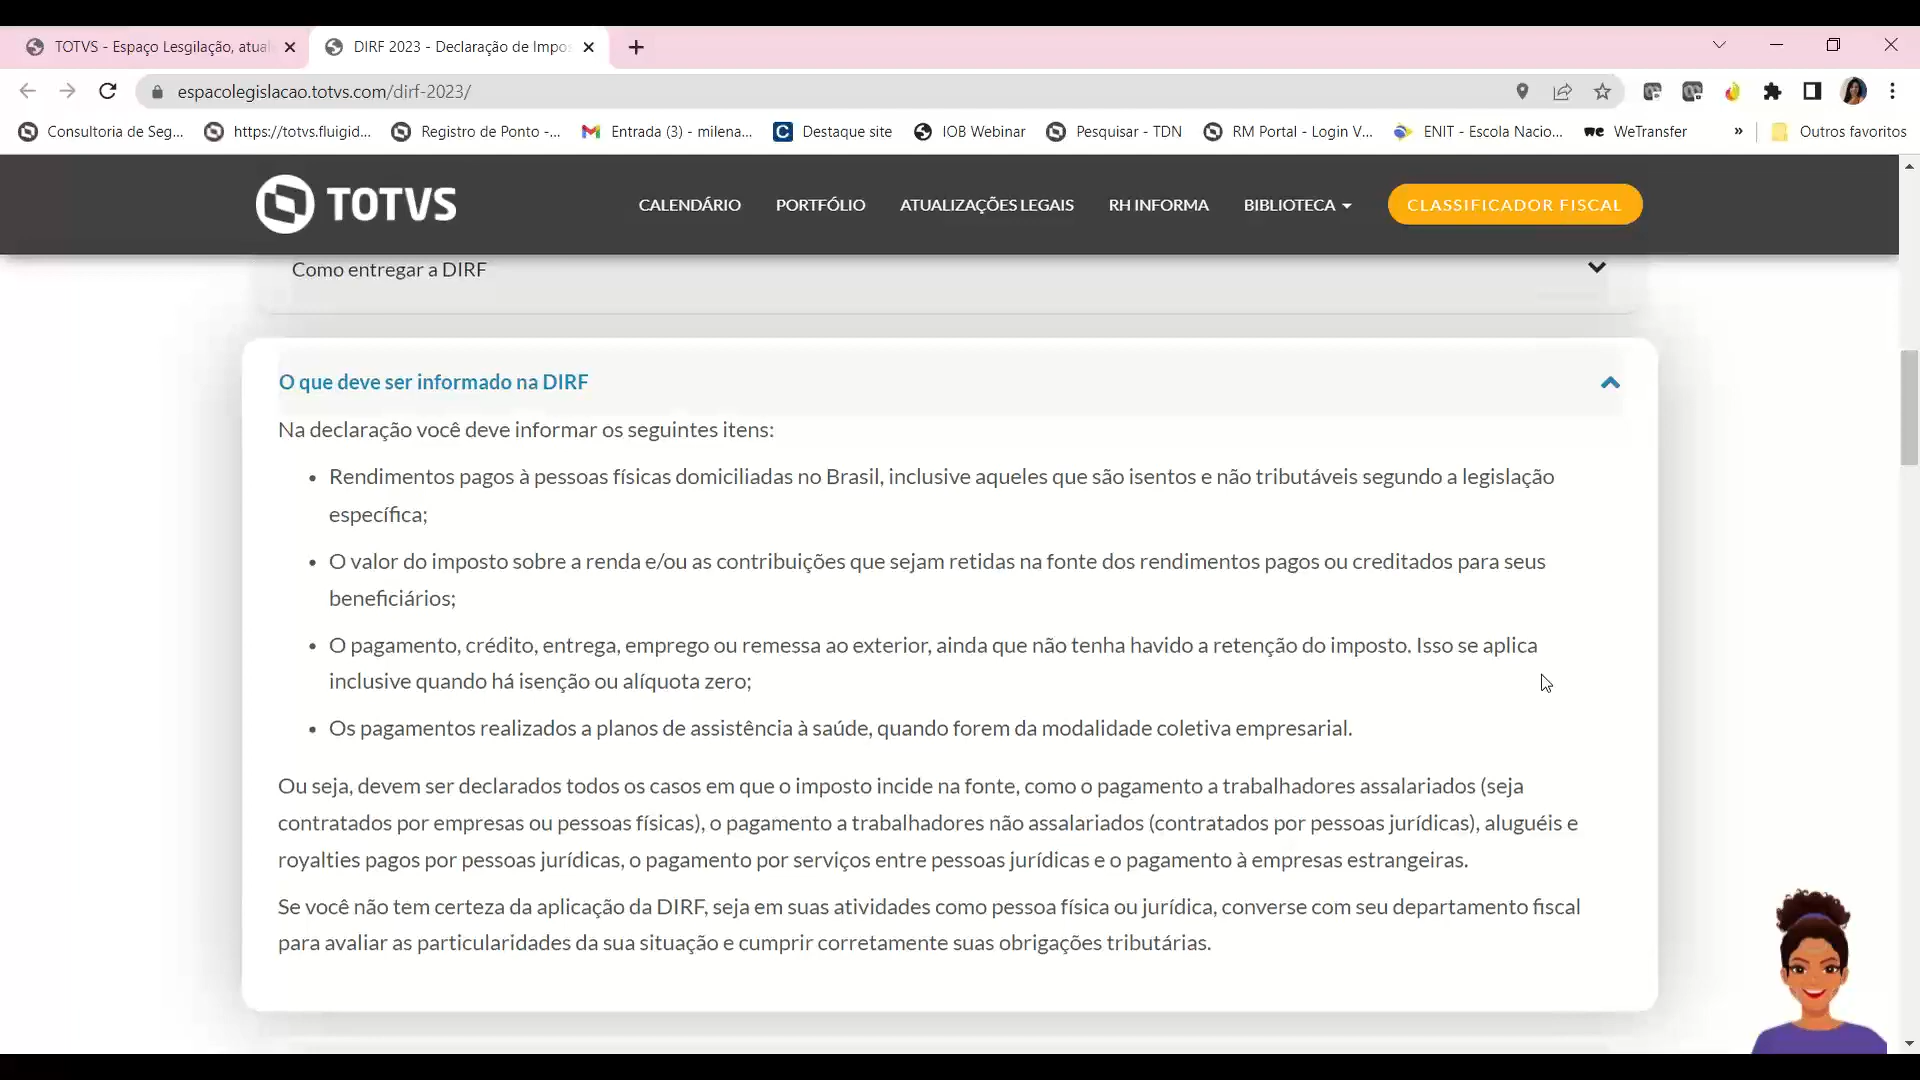 TOTVS - Espaço Lesgilação, atual
DIRF 2023 - Declaração de Impo
espacolegislacao.totvs.com/dirf-2023/
Consultoria de Seg...
https://totvs.fluigid...
Registro de Ponto -...
Entrada (3) - milena...
Destaque site
IOB Webinar
Pesquisar - TDN
RM Portal - Login V...
ENIT - Escola Nacio...
WeTransfer
»
Outros favoritos
TOTVS
CALENDÁRIO
PORTFÓLIO
ATUALIZAÇÕES LEGAIS
RH INFORMA
BIBLIOTECA
CLASSIFICADOR FISCAL
Como entregar a DIRF
O que deve ser informado na DIRF
Na declaração você deve informar os seguintes itens:
• Rendimentos pagos à pessoas físicas domiciliadas no Brasil, inclusive aqueles que são isentos e não tributáveis segundo a legislação
específica;
• O valor do imposto sobre a renda e/ou as contribuições que sejam retidas na fonte dos rendimentos pagos ou creditados para seus
beneficiários;
• O pagamento, crédito, entrega, emprego ou remessa ao exterior, ainda que não tenha havido a retenção do imposto. Isso se aplica
inclusive quando há isenção ou alíquota zero;
• Os pagamentos realizados a planos de assistência à saúde, quando forem da modalidade coletiva empresarial.
Ou seja, devem ser declarados todos os casos em que o imposto incide na fonte, como o pagamento a trabalhadores assalariados (seja
contratados por empresas ou pessoas físicas), o pagamento a trabalhadores não assalariados (contratados por pessoas jurídicas), aluguéis e
royalties pagos por pessoas jurídicas, o pagamento por serviços entre pessoas jurídicas e o pagamento à empresas estrangeiras.
Se você não tem certeza da aplicação da DIRF, seja em suas atividades como pessoa física ou jurídica, converse com seu departamento fiscal
para avaliar as particularidades da sua situação e cumprir corretamente suas obrigações tributárias.